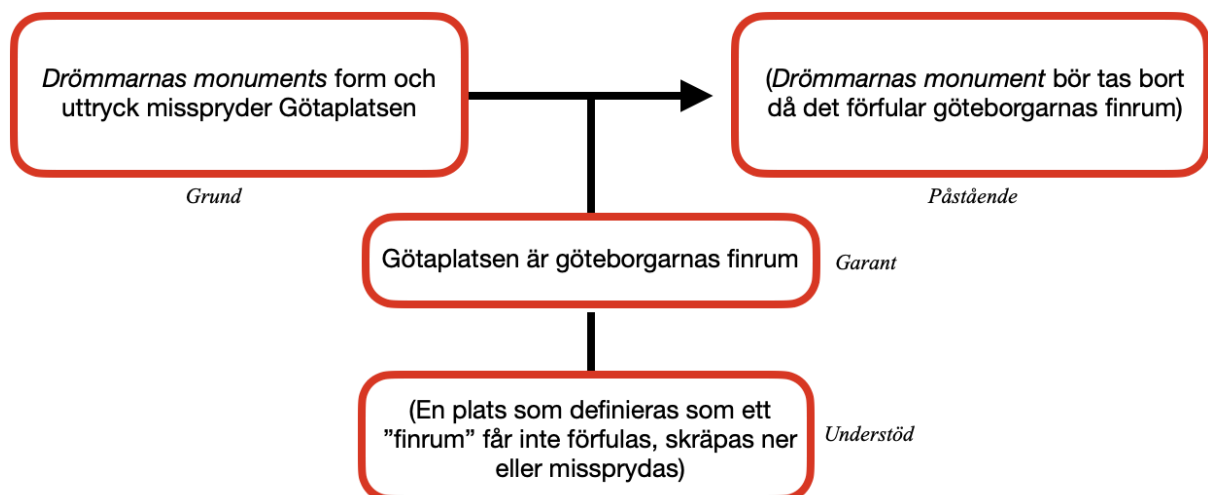 Drömmarnas monuments form och
uttryck misspryder Götaplatsen
Grund
(Drömmarnas monument bör tas bort
då det förfular göteborgarnas finrum)
Påstående
Götaplatsen är göteborgarnas finrum
Garant
(En plats som definieras som ett
”finrum” får inte förfulas, skräpas ner
eller missprydas)
Understöd